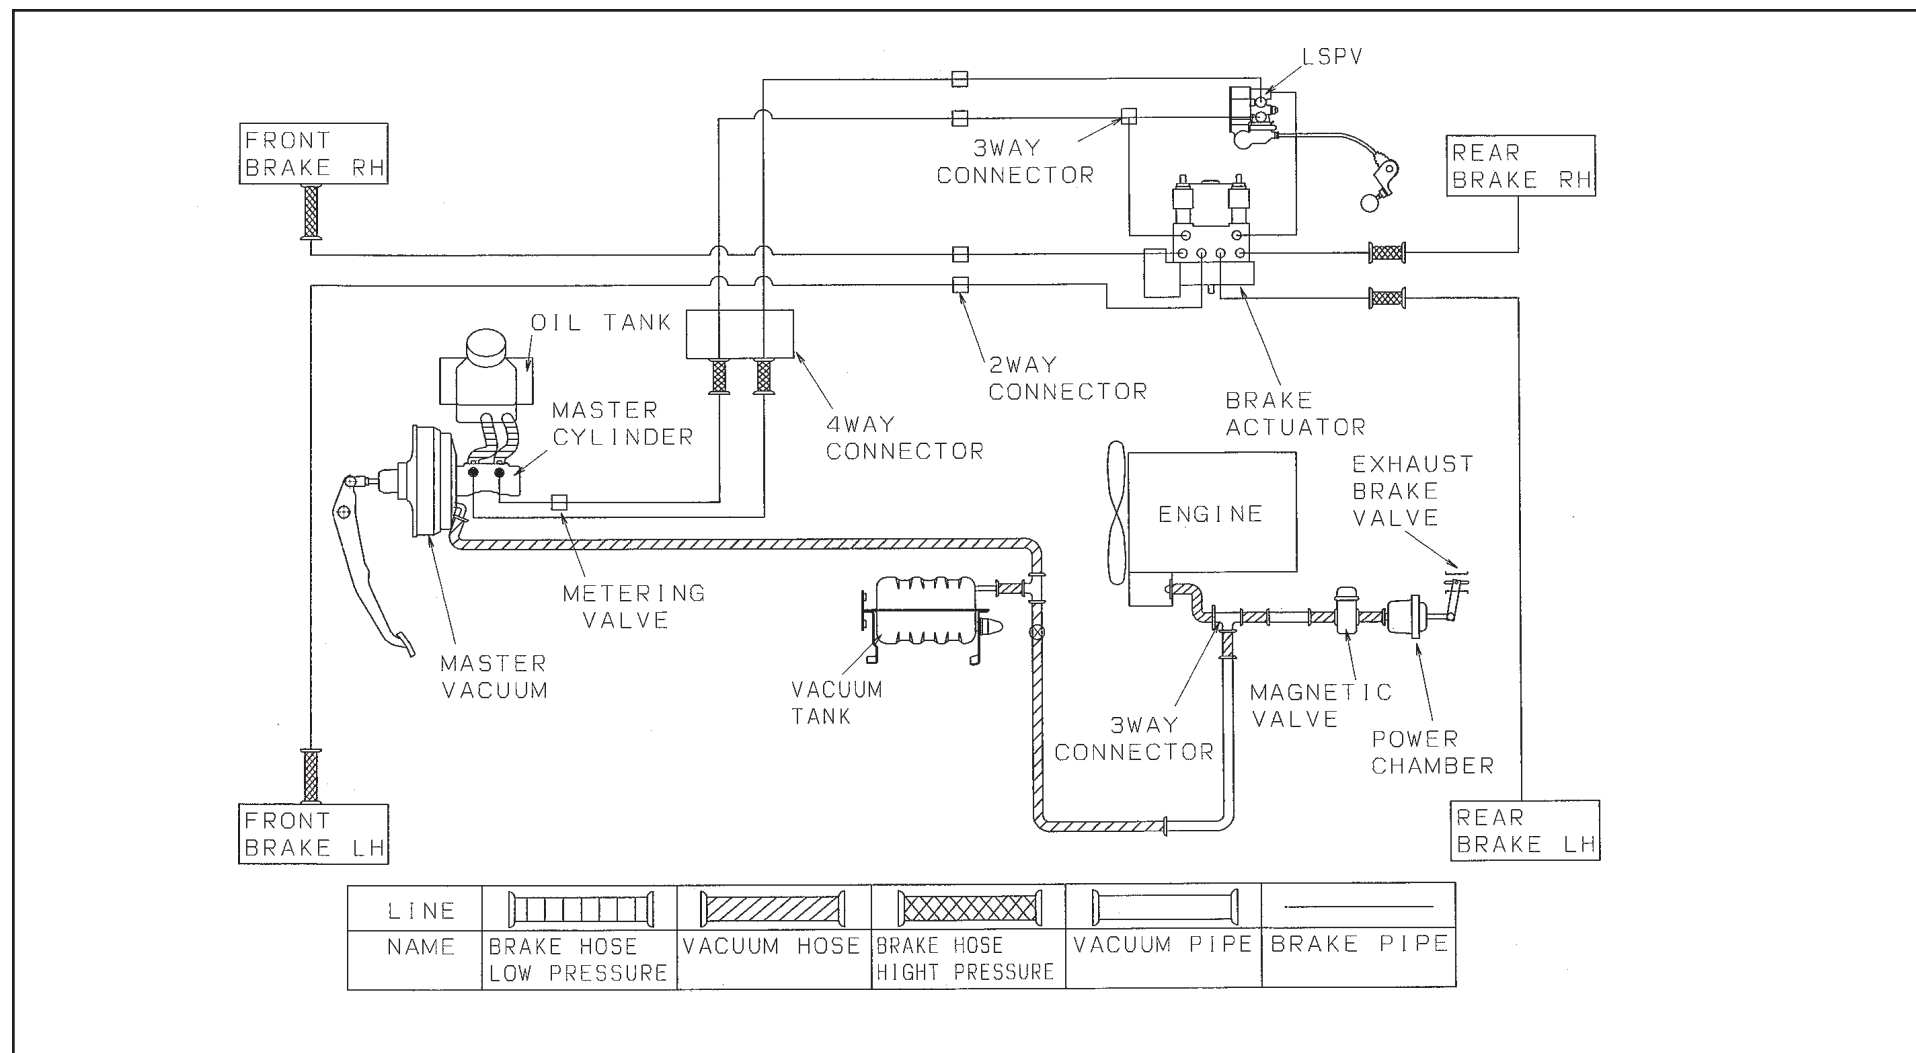 LSPV
FRONT
BRAKE RH
3WAY
CONNECTOR
REAR
BRAKE RH
OIL TANK
2WAY
CONNECTOR
MASTER
CYLINDER
4WAY
CONNECTOR
BRAKE
ACTUATOR
EXHAUST
BRAKE
VALVE
ENGINE
METERING
VALVE
MASTER
VACUUM
VACUUM
TANK
3WAY
CONNECTOR
MAGNETIC
VALVE
POWER
CHAMBER
FRONT
BRAKE LH
REAR
BRAKE LH
LINE
NAME
BRAKE HOSE
LOW PRESSURE
VACUUM HOSE
BRAKE HOSE
HIGHT PRESSURE
VACUUM PIPE
BRAKE PIPE